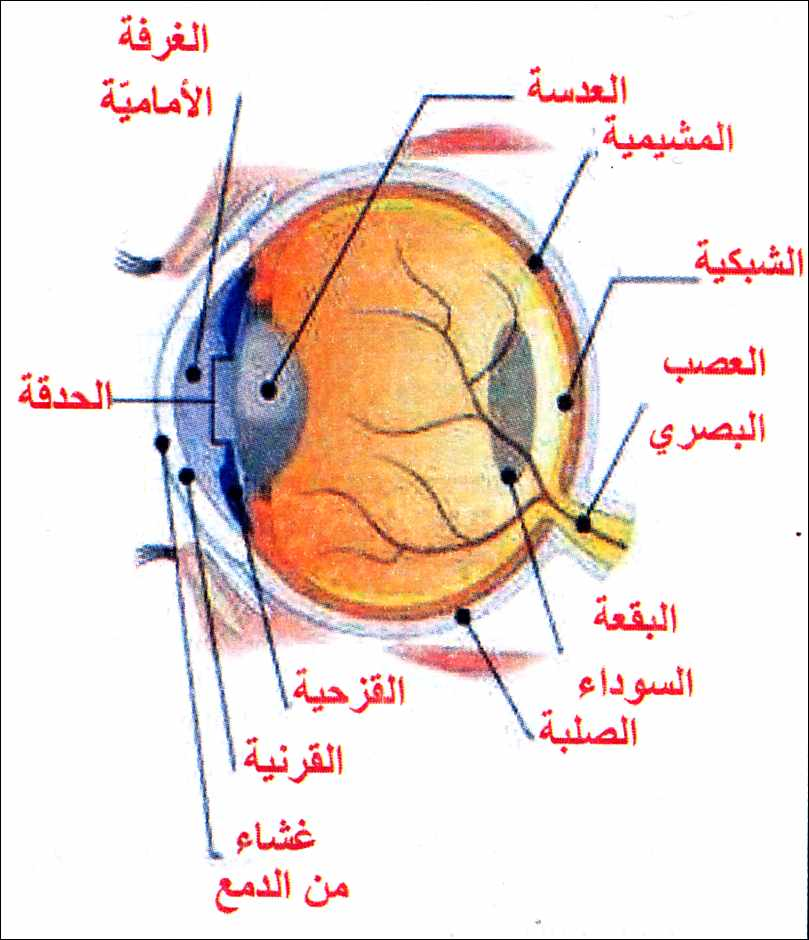 الغرفة
الأماميّة
العدسة
المشيمية
الشبكية
العصب
البصري
الحدقة
البقعة
السوداء
الصلبة
القزحية
القرنية
غشاء
من الدمع